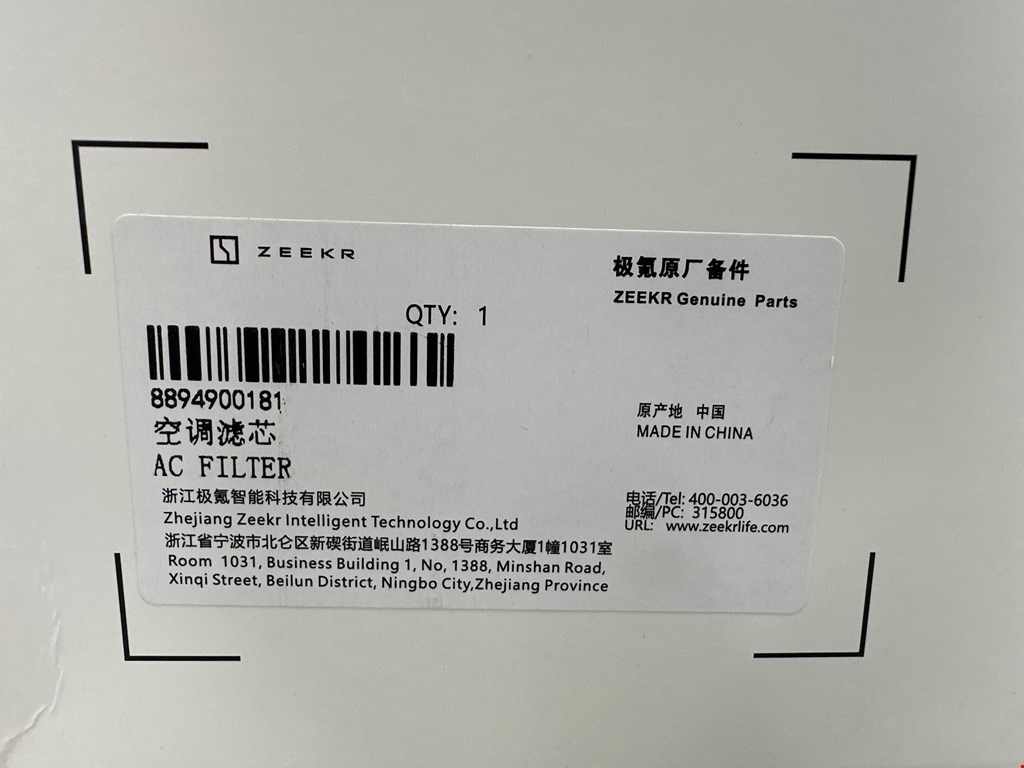 ZEEKR
极氪原厂备件
ZEEKR Genuine Parts
QTY: 1
8894900181
空调滤芯
AC FILTER
原产地 中国
MADE IN CHINA
浙江极氪智能科技有限公司
Zhejiang Zeekr Intelligent Technology Co.,Ltd
浙江省宁波市北仑区新碶街道岷山路1388号商务大厦1幢1031室
Room 1031, Business Building 1, No, 1388, Minshan Road,
Xinqi Street, Beilun District, Ningbo City,Zhejiang Province
电话/Tel: 400-003-6036
邮编/PC: 315800
URL: www.zeekrlife.com